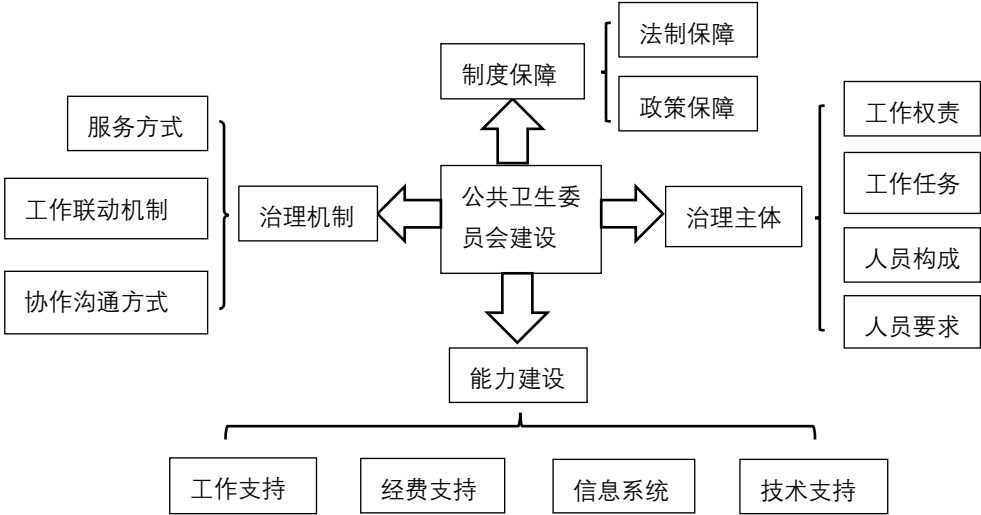 法制保障
制度保障
政策保障
服务方式
工作权责
工作联动机制
治理机制
公共卫生委
员会建设
治理主体
工作任务
协作沟通方式
人员构成
人员要求
能力建设
工作支持
经费支持
信息系统
技术支持